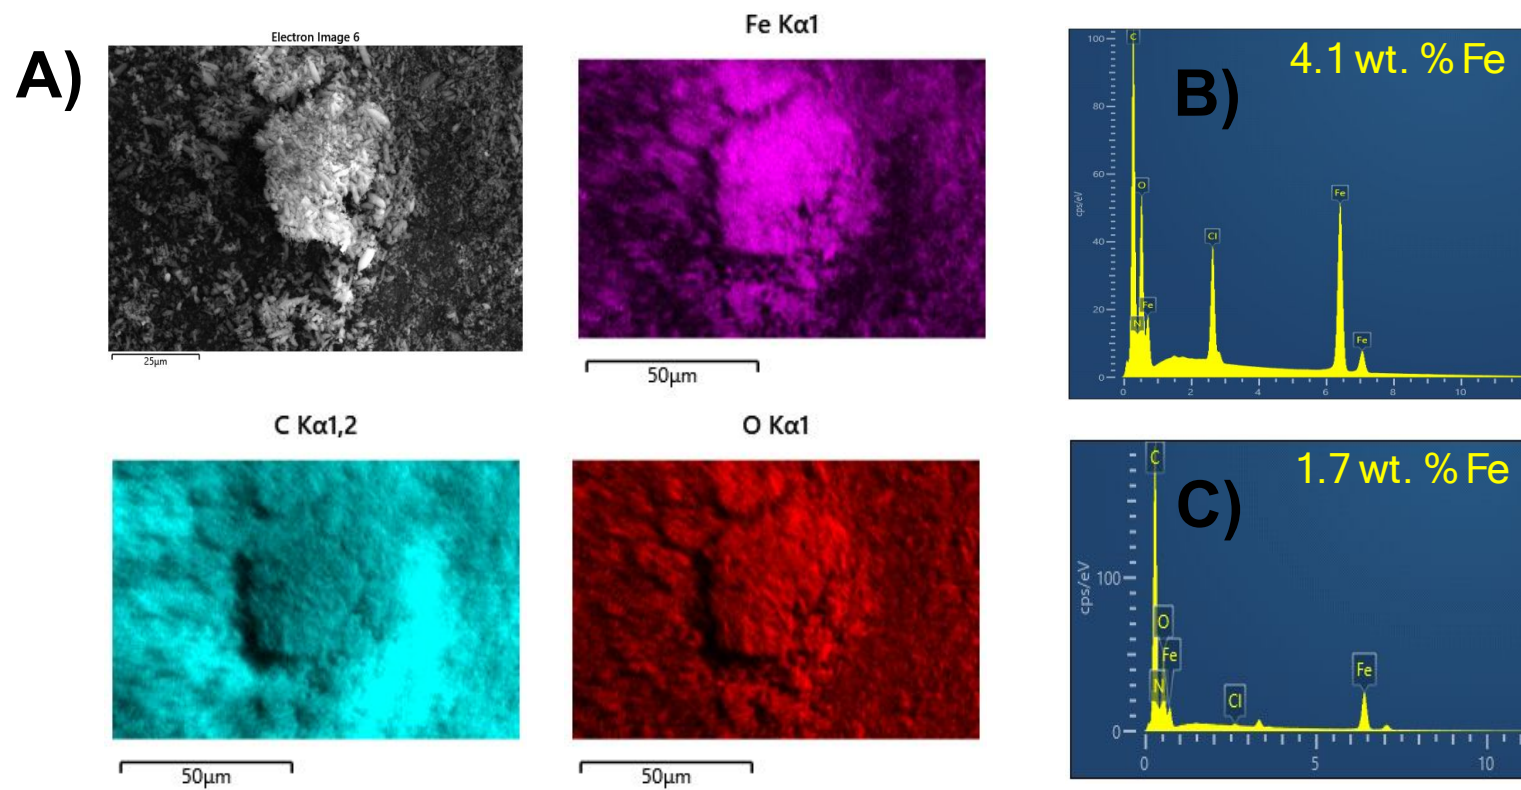 A)
Electron Image 6
25µm
Fe Kα1
50µm
C Kα1,2
50µm
O Kα1
50µm
B)
4.1 wt. % Fe
cps/eV
100
80
60
40
20
0
C
O
Fe
N
Cl
Fe
Fe
0 2 4 6 8 10
C)
1.7 wt. % Fe
cps/eV
100
0
C
O
Fe
N
Cl
Fe
0 5 10